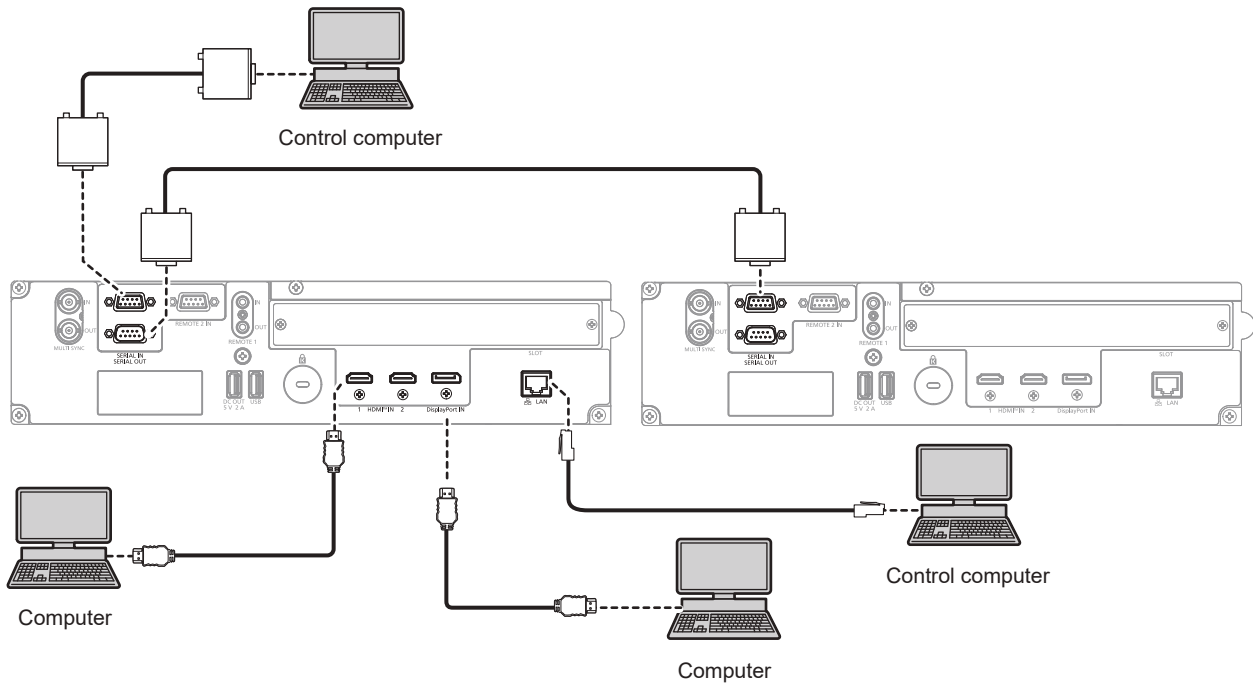 Control computer
IN
OUT
MULTI SYNC
REMOTE 2 IN
SERIAL IN
SERIAL OUT
IN
OUT
REMOTE 1
DC OUT
5 V 2 A
USB
SLOT
1 HDMI™ IN 2
DisplayPort IN
LAN
IN
OUT
MULTI SYNC
REMOTE 2 IN
SERIAL IN
SERIAL OUT
IN
OUT
REMOTE 1
DC OUT
5 V 2 A
USB
SLOT
1 HDMI™ IN 2
DisplayPort IN
LAN
Computer
Control computer
Computer